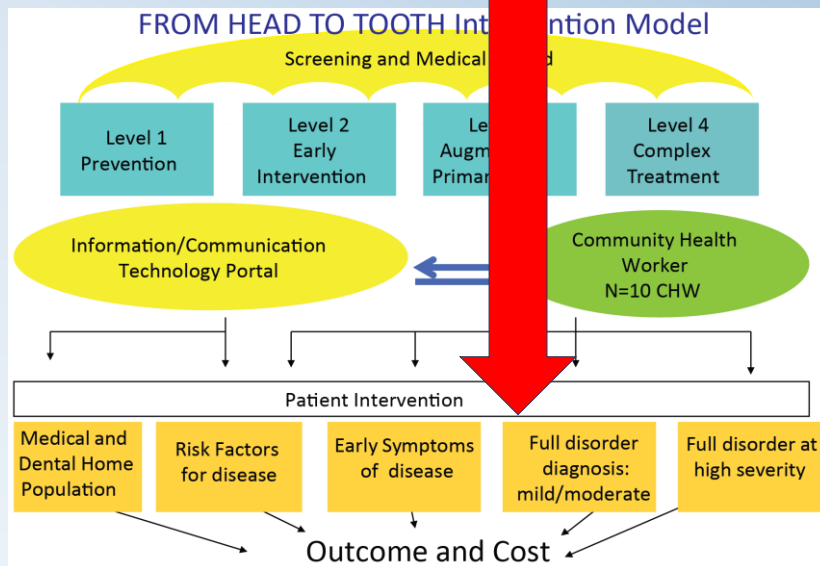 FROM HEAD TO TOOTH Int ntion Model
Screening and Medical d
Level 1
Prevention
Level 2
Early
Intervention
Le
Augm
Primar
Level 4
Complex
Treatment
Information/Communication
Technology Portal
Community Health
Worker
N=10 CHW
Patient Intervention
Medical and
Dental Home
Population
Risk Factors
for disease
Early Symptoms
of disease
Full disorder
diagnosis:
mild/moderate
Full disorder at
high severity
Outcome and Cost